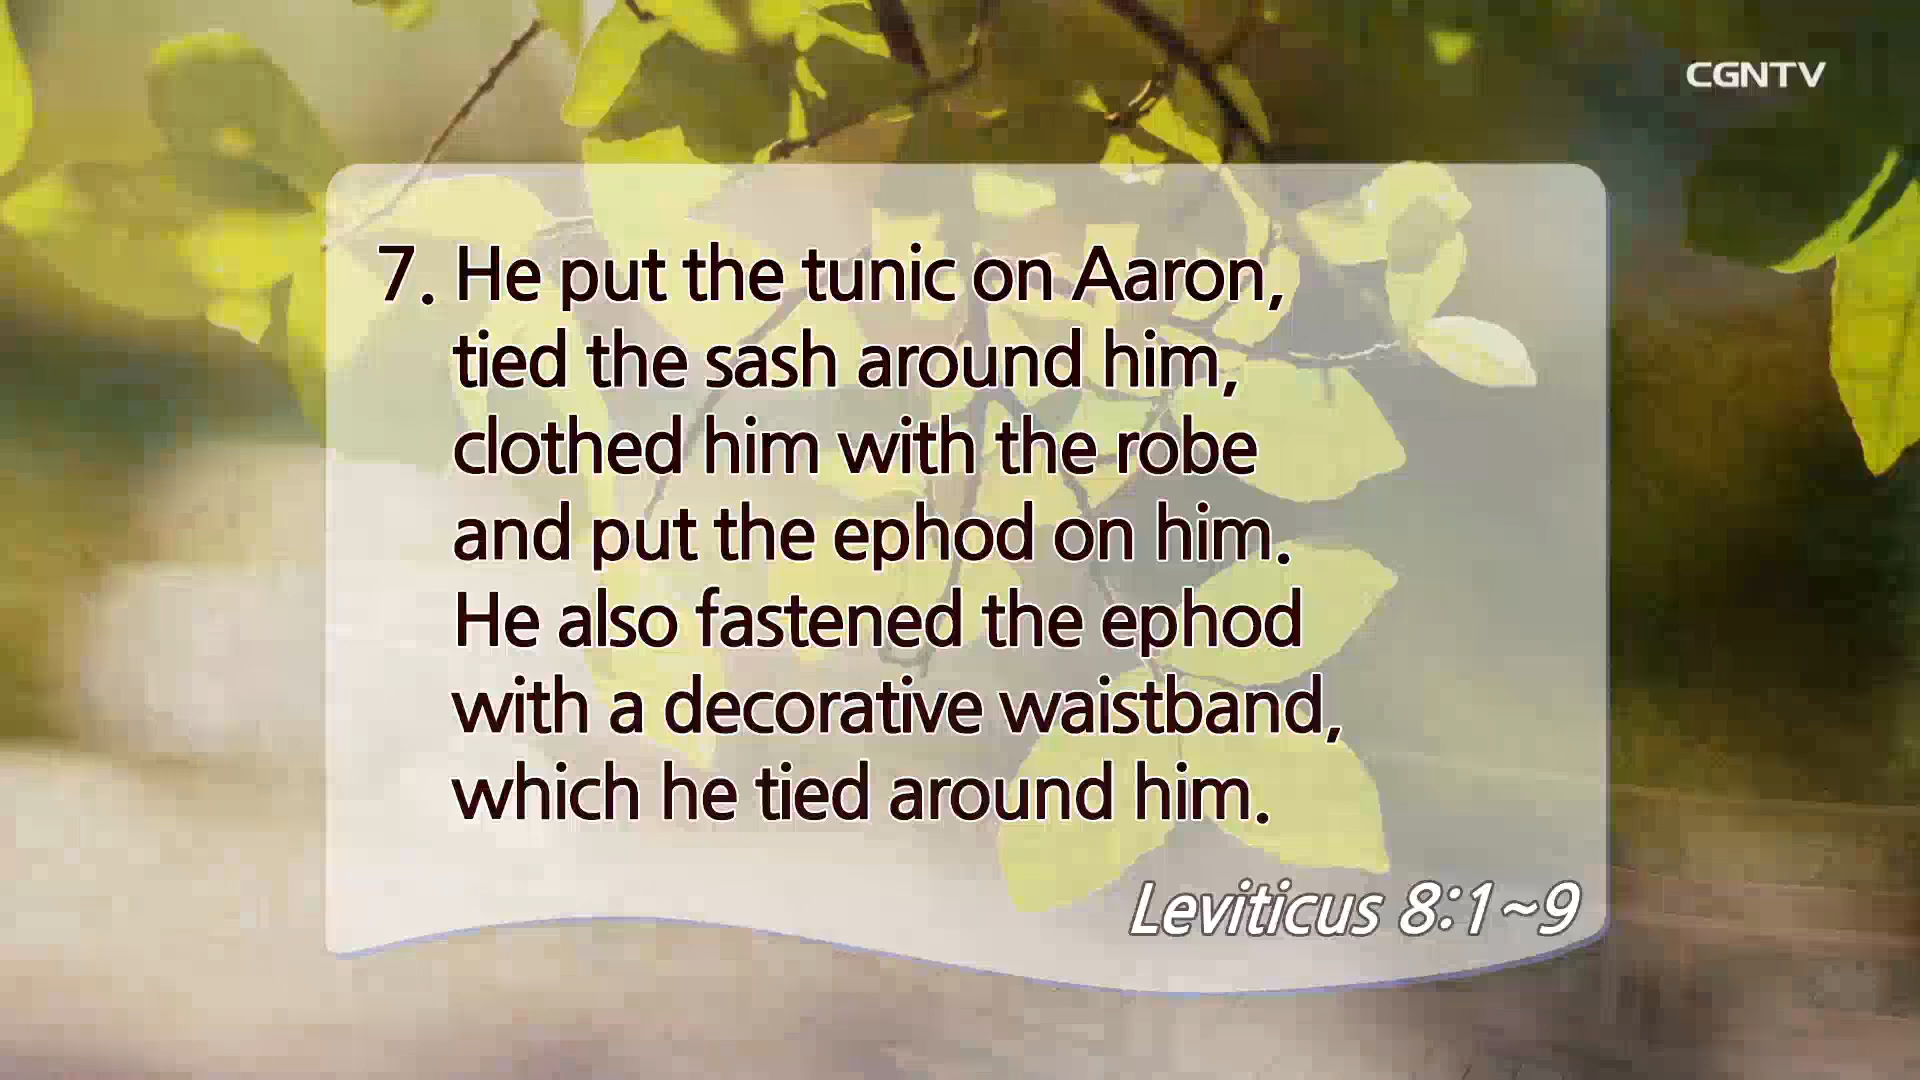 CGNTV
7. He put the tunic on Aaron,
tied the sash around him,
clothed him with the robe
and put the ephod on him.
He also fastened the ephod
with a decorative waistband,
which he tied around him.
Leviticus 8:1~9